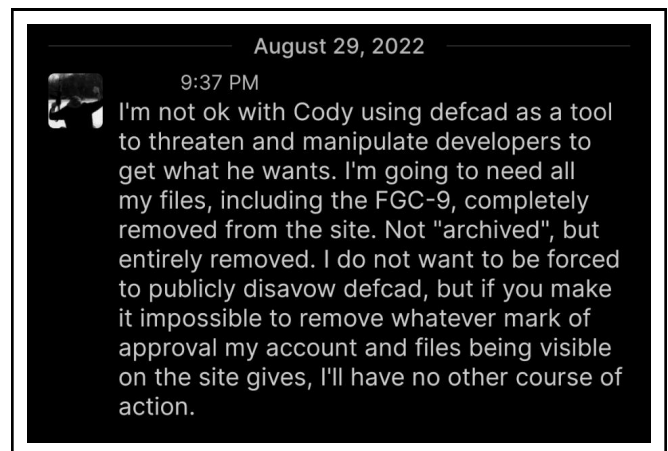 August 29, 2022
9:37 PM
I'm not ok with Cody using defcad as a tool
to threaten and manipulate developers to
get what he wants. I'm going to need all
my files, including the FGC-9, completely
removed from the site. Not "archived", but
entirely removed. I do not want to be forced
to publicly disavow defcad, but if you make
it impossible to remove whatever mark of
approval my account and files being visible
on the site gives, I'll have no other course of
action.